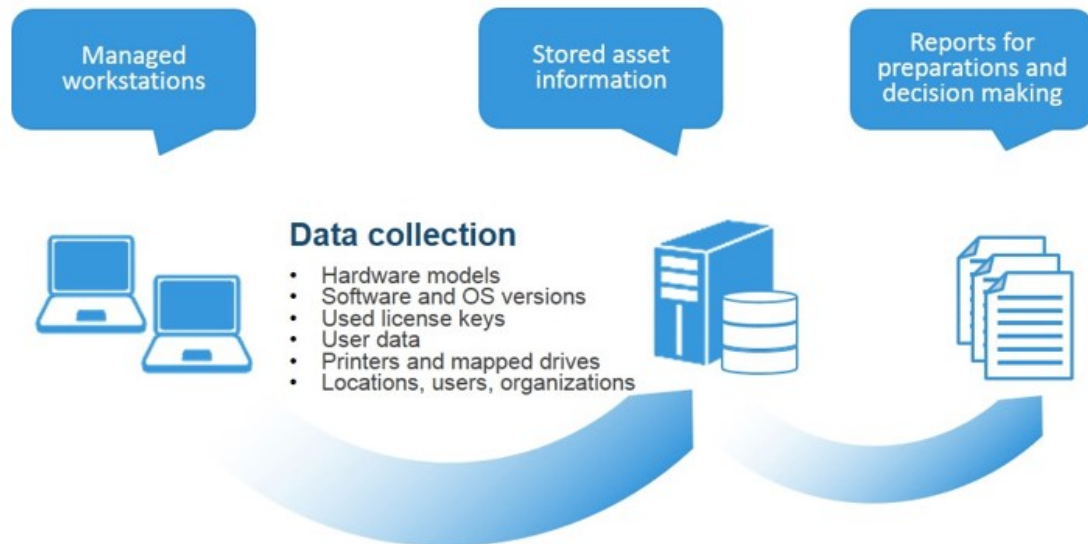 Managed
workstations
Stored asset
information
Reports for
preparations and
decision making
Data collection
• Hardware models
• Software and OS versions
• Used license keys
• User data
• Printers and mapped drives
• Locations, users, organizations